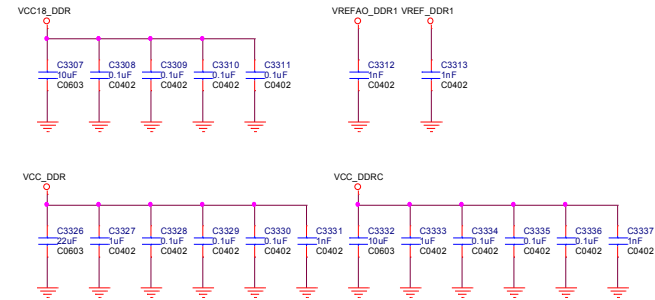 VCC18_DDR
VREFAO_DDR1 VREF_DDR1
C3307 C3308 C3309 C3310 C3311 C3312 C3313
10uF 0.1uF 0.1uF 0.1uF 0.1uF 1nF 1nF
C0603 C0402 C0402 C0402 C0402 C0402 C0402
VCC_DDR
VCC_DDRC
C3326 C3327 C3328 C3329 C3330 C3331 C3332 C3333 C3334 C3335 C3336 C3337
22uF 1uF 0.1uF 0.1uF 0.1uF 1nF 10uF 1uF 0.1uF 0.1uF 0.1uF 1nF
C0603 C0402 C0402 C0402 C0402 C0402 C0603 C0402 C0402 C0402 C0402 C0402